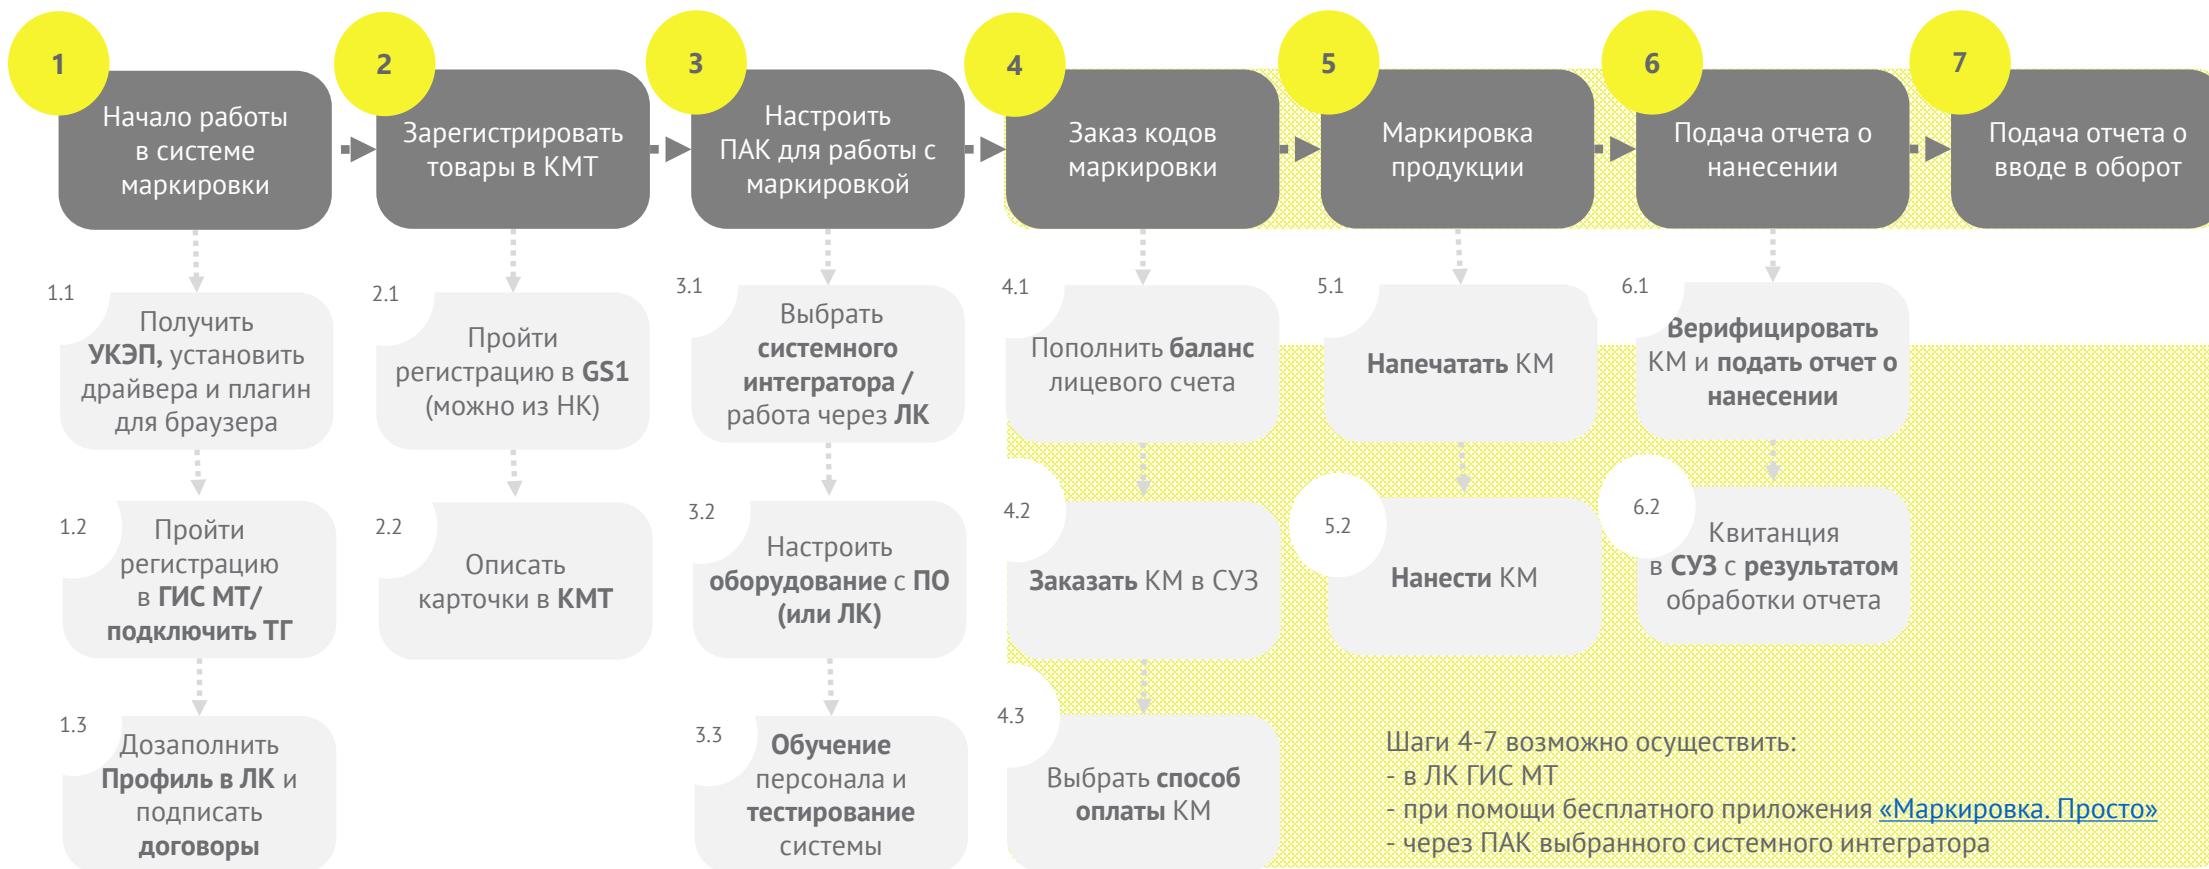 1
Начало работы
в системе
маркировки
2
Зарегистрировать
товары в КМТ
3
Настроить
ПАК для работы с
маркировкой
4
Заказ кодов
маркировки
5
Маркировка
продукции
6
Подача отчета о
нанесении
7
Подача отчета о
вводе в оборот
1.1
Получить
УКЭП, установить
драйвера и плагин
для браузера
1.2
Пройти
регистрацию
в ГИС МТ/
подключить ТГ
1.3
Дозаполнить
Профиль в ЛК и
подписать
договоры
2.1
Пройти
регистрацию в GS1
(можно из НК)
2.2
Описать
карточки в КМТ
3.1
Выбрать
системного
интегратора /
работа через ЛК
3.2
Настроить
оборудование с ПО
(или ЛК)
3.3
Обучение
персонала и
тестирование
системы
4.1
Пополнить баланс
лицевого счета
4.2
Заказать КМ в СУЗ
4.3
Выбрать способ
оплаты КМ
5.1
Напечатать КМ
5.2
Нанести КМ
6.1
Верифицировать
КМ и подать отчет о
нанесении
6.2
Квитанция
в СУЗ с результатом
обработки отчета
Шаги 4-7 возможно осуществить:
- в ЛК ГИС МТ
- при помощи бесплатного приложения «Маркировка. Просто»
- через ПАК выбранного системного интегратора